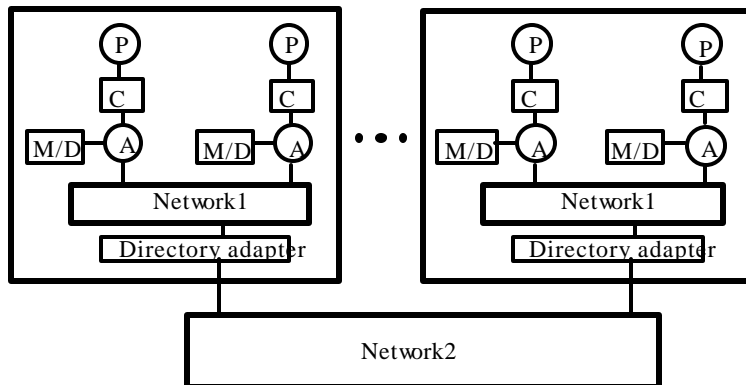 P P P P
C C C C
M/D A M/D A M/D A M/D A
Network1 Network1
Directory adapter Directory adapter
Network2